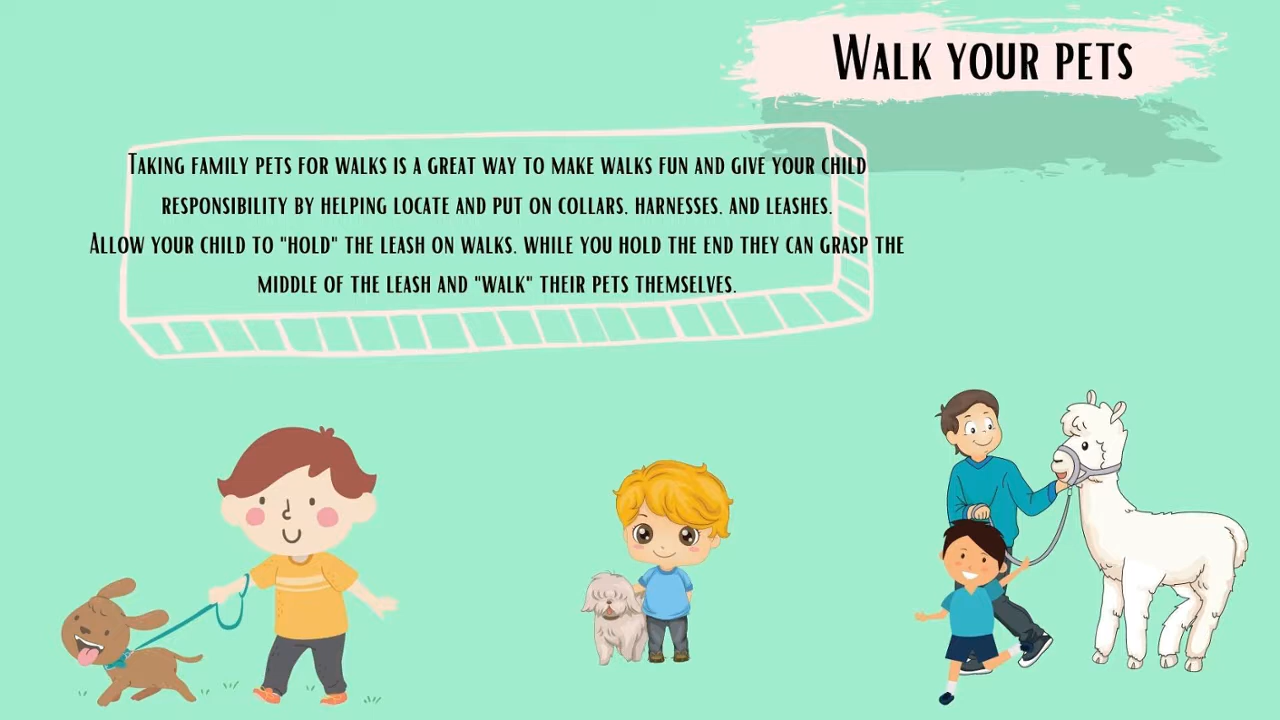 WALK YOUR PETS
TAKING FAMILY PETS FOR WALKS IS A GREAT WAY TO MAKE WALKS FUN AND GIVE YOUR CHILD
RESPONSIBILITY BY HELPING LOCATE AND PUT ON COLLARS, HARNESSES, AND LEASHES.
ALLOW YOUR CHILD TO "HOLD" THE LEASH ON WALKS, WHILE YOU HOLD THE END THEY CAN GRASP THE
MIDDLE OF THE LEASH AND "WALK" THEIR PETS THEMSELVES.